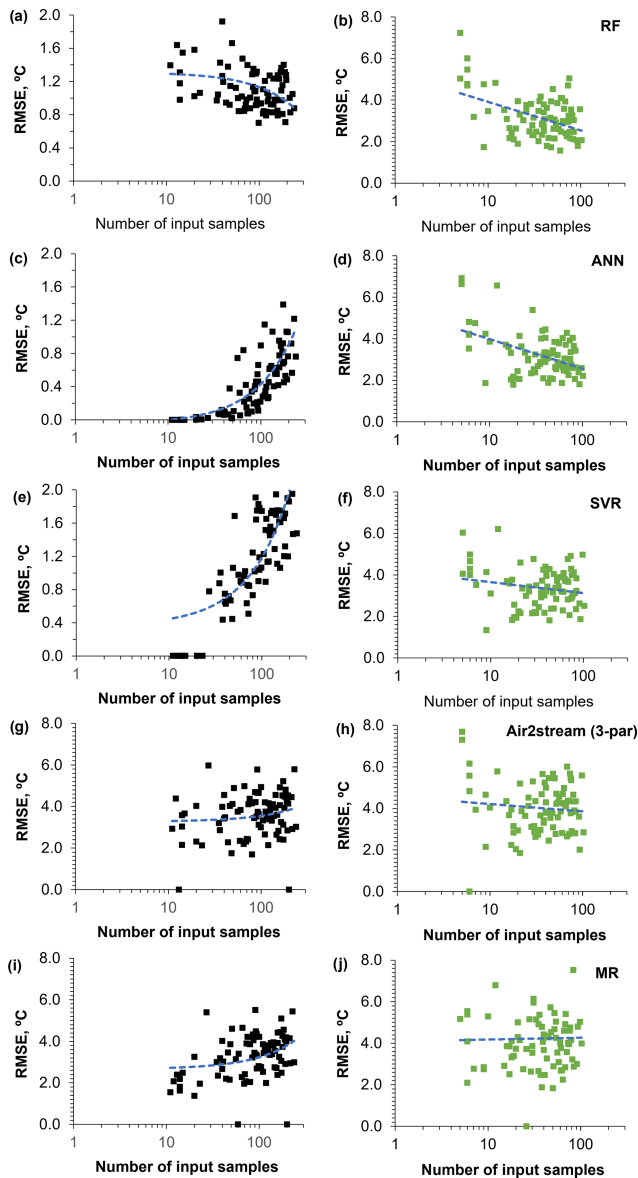 (a)
2.0
1.6
1.2
0.8
0.4
0.0
RMSE, ºC
1
10
100
Number of input samples
(b)
RF
8.0
6.0
4.0
2.0
0.0
RMSE, ºC
1
10
100
Number of input samples
(c)
2.0
1.6
1.2
0.8
0.4
0.0
RMSE, ºC
1
10
100
Number of input samples
(d)
ANN
8.0
6.0
4.0
2.0
0.0
RMSE, ºC
1
10
100
Number of input samples
(e)
2.0
1.6
1.2
0.8
0.4
0.0
RMSE, ºC
1
10
100
Number of input samples
(f)
SVR
8.0
6.0
4.0
2.0
0.0
RMSE, ºC
1
10
100
Number of input samples
(g)
8.0
6.0
4.0
2.0
0.0
RMSE, ºC
1
10
100
Number of input samples
(h)
Air2stream (3-par)
8.0
6.0
4.0
2.0
0.0
RMSE, ºC
1
10
100
Number of input samples
(i)
8.0
6.0
4.0
2.0
0.0
RMSE, ºC
1
10
100
Number of input samples
(j)
MR
8.0
6.0
4.0
2.0
0.0
RMSE, ºC
1
10
100
Number of input samples